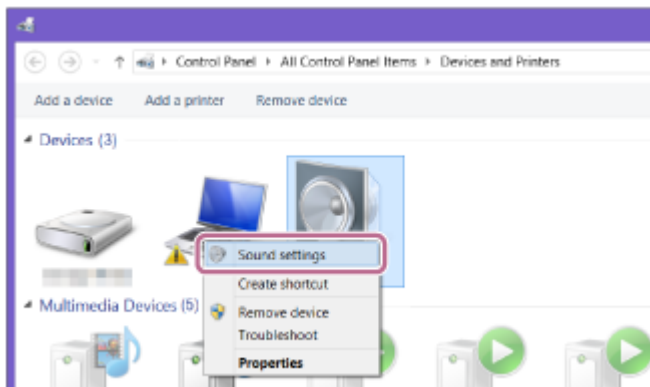 Control Panel All Control Panel Items Devices and Printers
Add a device Add a printer Remove device
Devices (3)
Sound settings
Create shortcut
Multimedia Devices (5)
Remove device
Troubleshoot
Properties